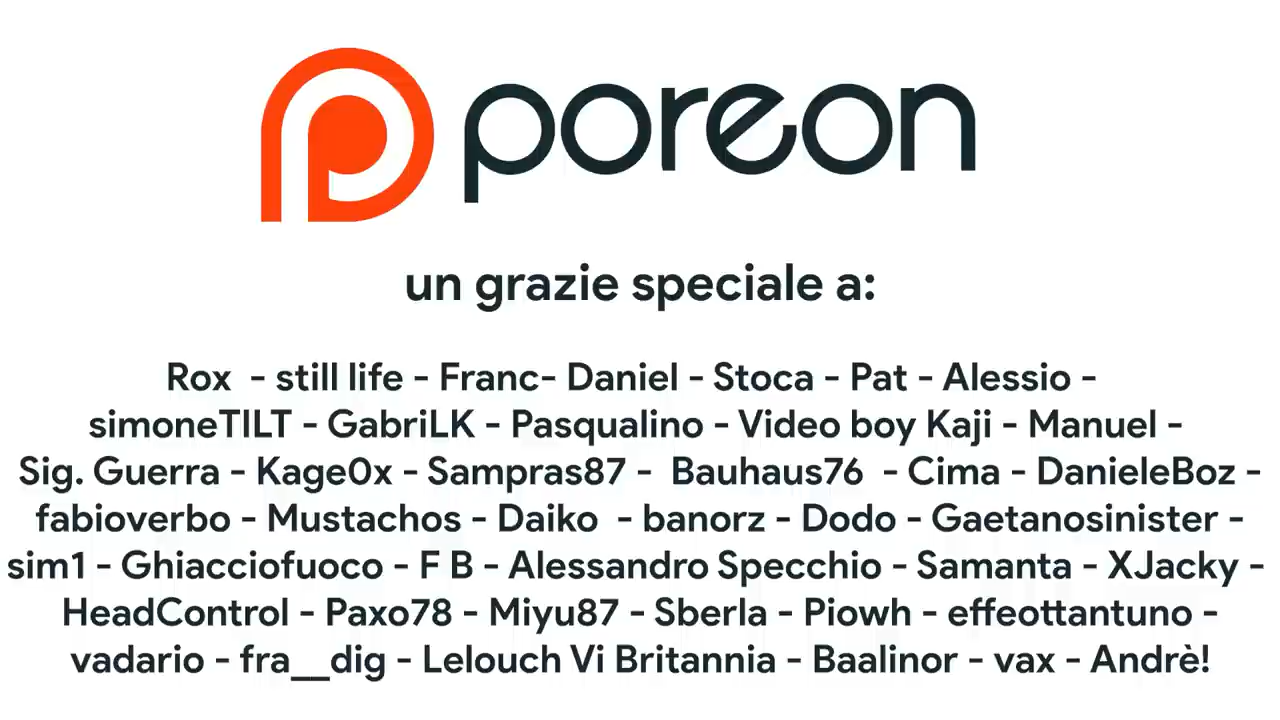 poreon
un grazie speciale a:
Rox - still life - Franc- Daniel - Stoca - Pat - Alessio -
simoneTILT - GabriLK - Pasqualino - Video boy Kaji - Manuel -
Sig. Guerra - Kage0x - Sampras87 - Bauhaus76 - Cima - DanieleBoz -
fabioverbo - Mustachos - Daiko - banorz - Dodo - Gaetanosinister -
sim1 - Ghiacciofuoco - F B - Alessandro Specchio - Samanta - XJacky -
HeadControl - Paxo78 - Miyu87 - Sberla - Piowh - effeottantuno -
vadario - fra__dig - Lelouch Vi Britannia - Baalinor - vax - Andrè!